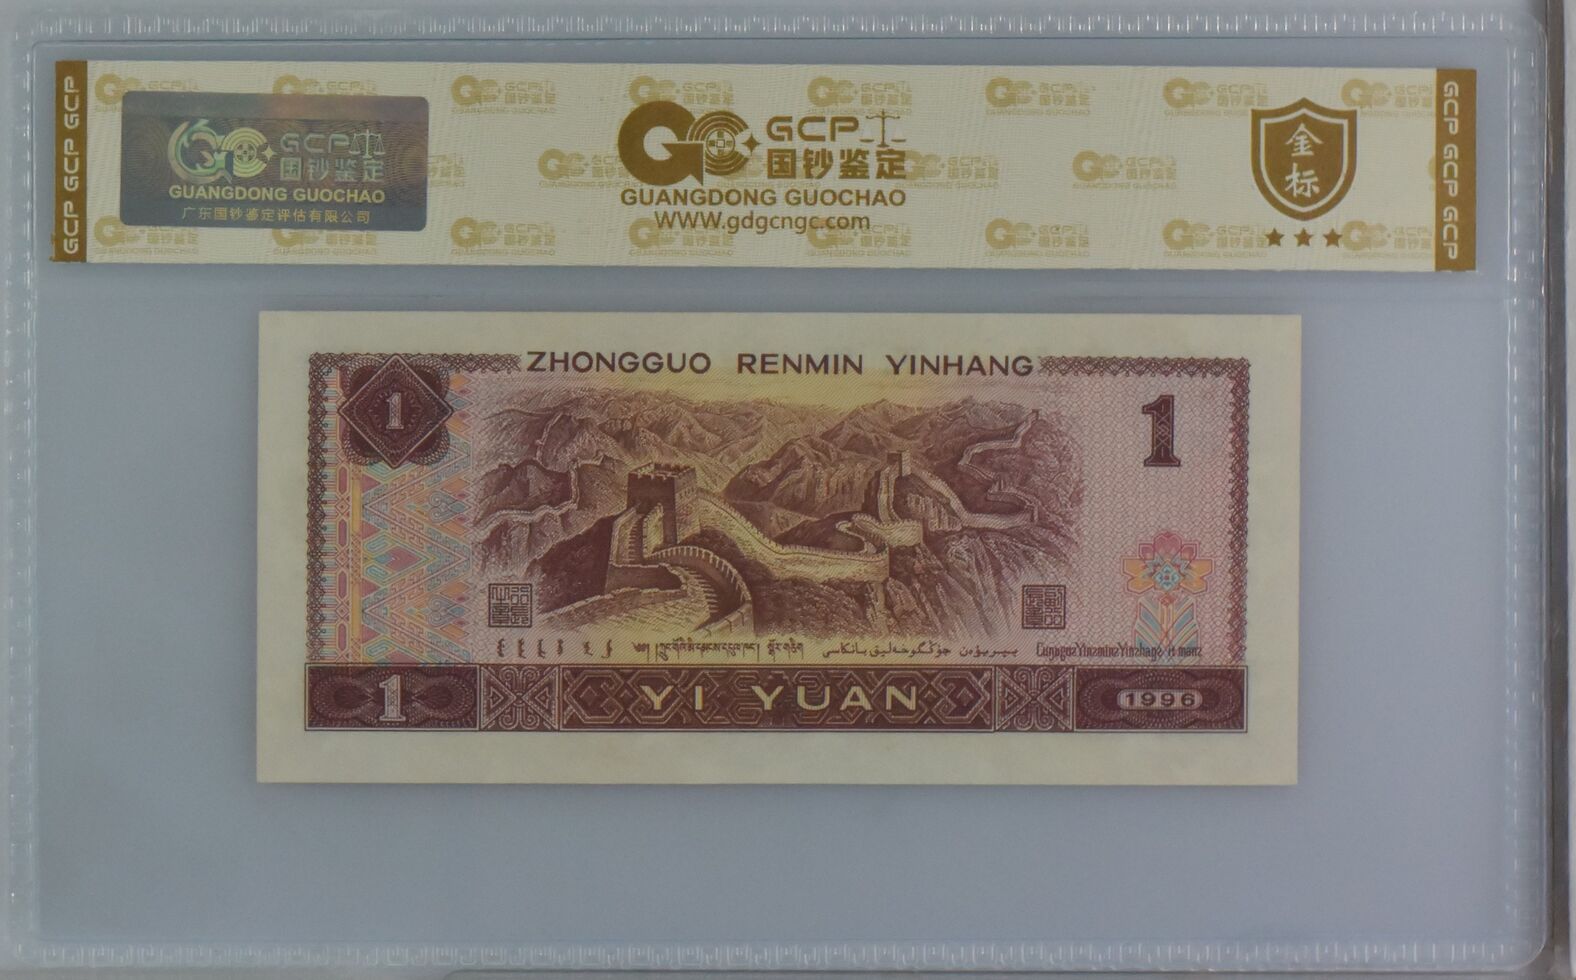 GCP GCP GCP
GCP
国钞鉴定
GUANGDONG GUOCHAO
广东国钞鉴定评估有限公司
GCP
国钞鉴定
GUANGDONG GUOCHAO
WWW.gdgcngc.com
金
标
GCP GCP GCP
ZHONGGUO RENMIN YINHANG
1
1
YI YUAN
1
1996